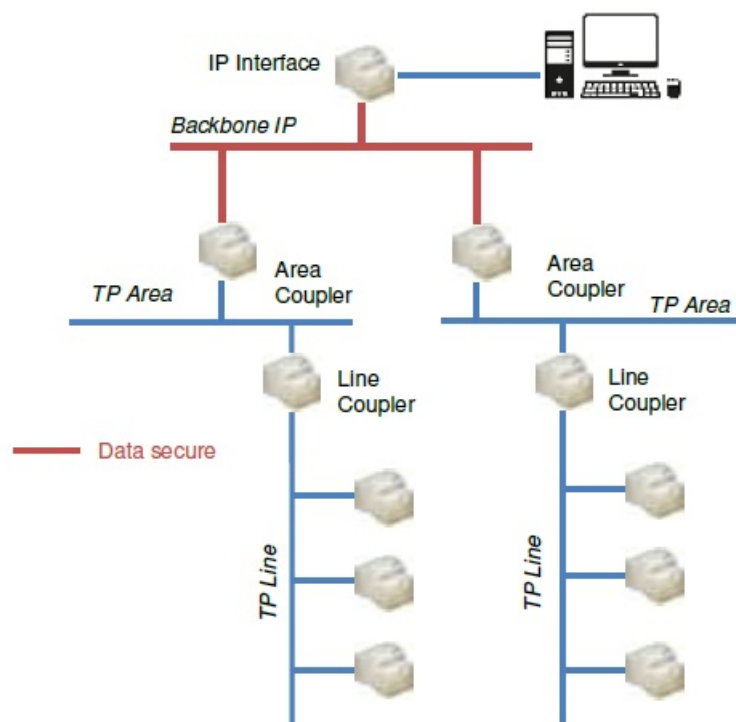 IP Interface
Backbone IP
Area
Coupler
TP Area
Area
Coupler
TP Area
Line
Coupler
Line
Coupler
Data secure
TP Line
TP Line